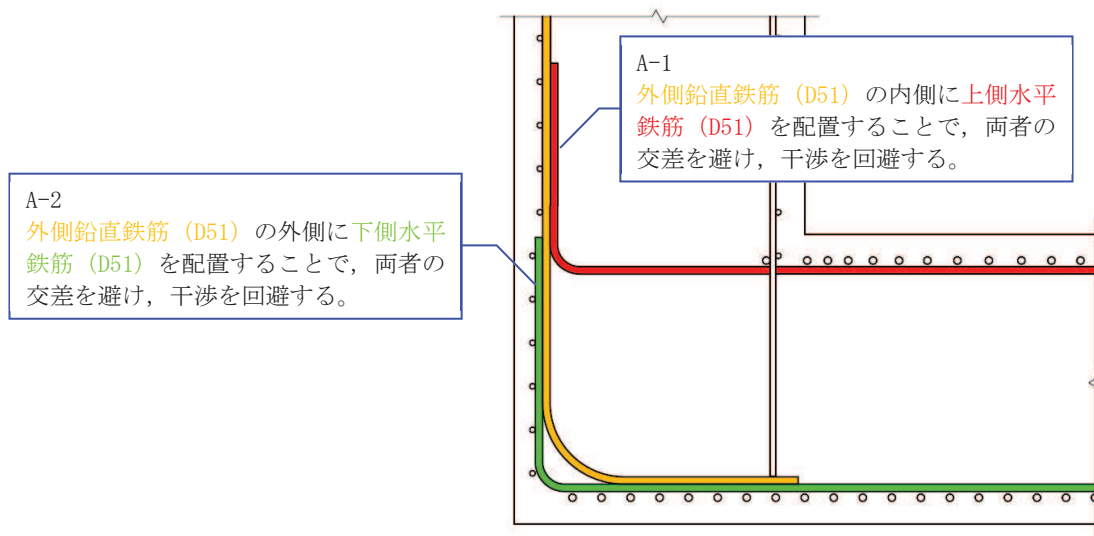 A-1
外側鉛直鉄筋（D51）の内側に上側水平
鉄筋（D51）を配置することで，両者の
交差を避け，干渉を回避する。
A-2
外側鉛直鉄筋（D51）の外側に下側水平
鉄筋（D51）を配置することで，両者の
交差を避け，干渉を回避する。